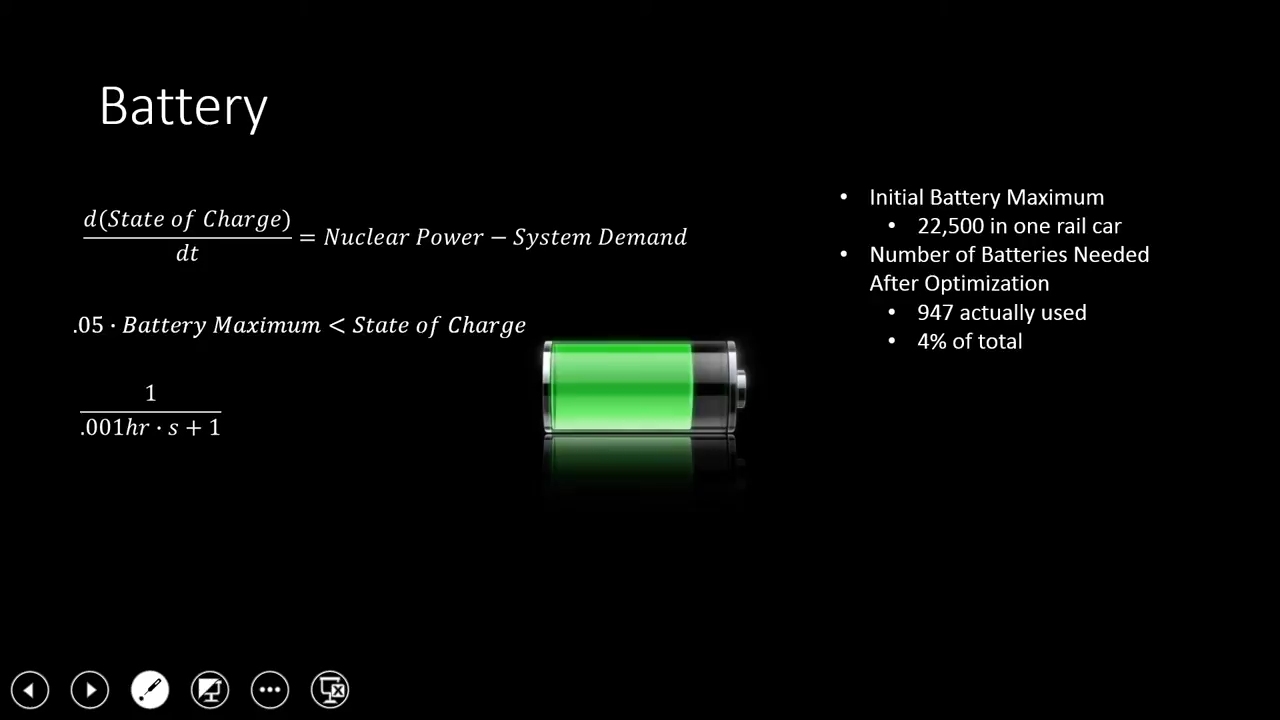 Battery
d(State of Charge)
dt
= Nuclear Power − System Demand
.05 · Battery Maximum < State of Charge
1
.001hr · s + 1
• Initial Battery Maximum
• 22,500 in one rail car
• Number of Batteries Needed
After Optimization
• 947 actually used
• 4% of total